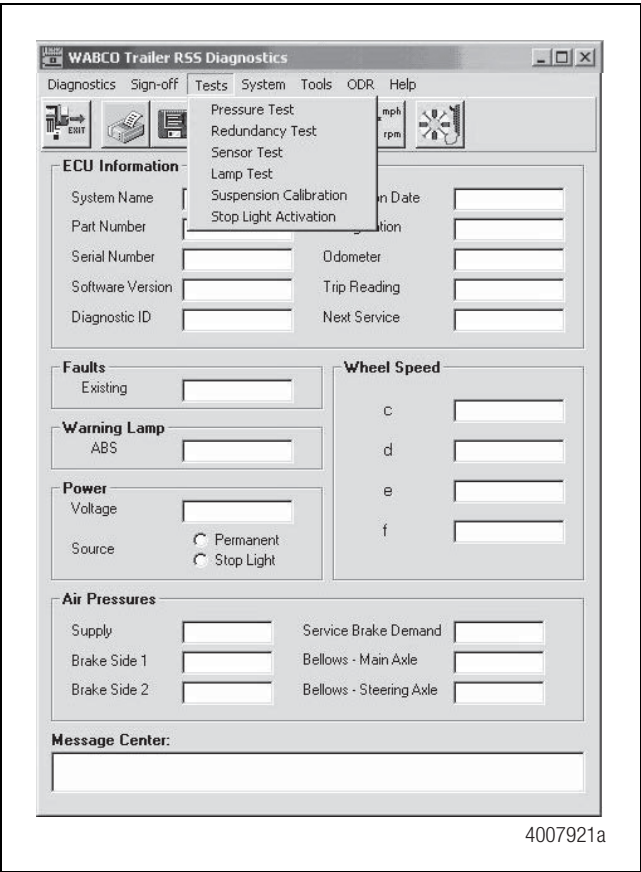 WABCO Trailer RSS Diagnostics
Diagnostics Sign-off Tests System Tools ODR Help
EXIT
mph
rpm
Pressure Test
Redundancy Test
Sensor Test
Lamp Test
Suspension Calibration
Stop Light Activation
ECU Information
System Name
Part Number
Serial Number
Software Version
Diagnostic ID
n Date
Odometer
Trip Reading
Next Service
Faults
Existing
Warning Lamp
ABS
Power
Voltage
Source
Permanent
Stop Light
Wheel Speed
c
d
e
f
Air Pressures
Supply
Brake Side 1
Brake Side 2
Service Brake Demand
Bellows - Main Axle
Bellows - Steering Axle
Message Center:
4007921a